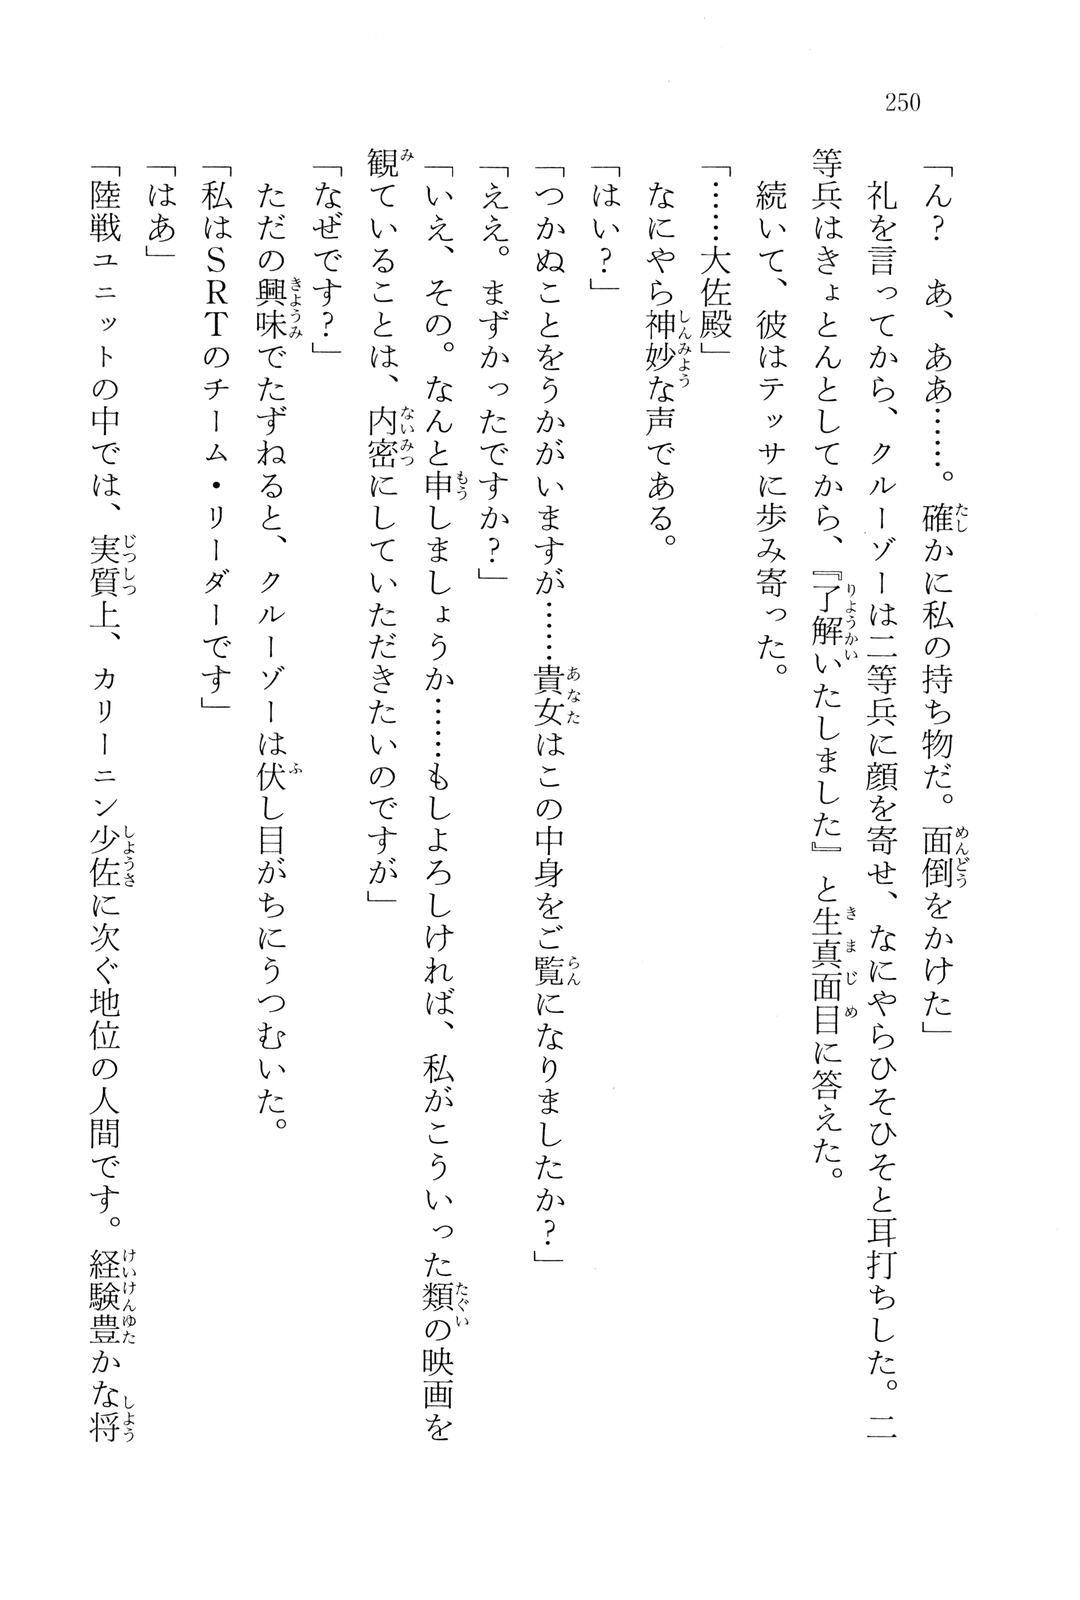 250
「ん？　あ、ああ……。確かに私の持ち物だ。面倒をかけた」
礼を言ってから、クルーゾーは二等兵に顔を寄せ、なにやらひそひそと耳打ちした。二
等兵はきょとんとしてから、『了解いたしました』と生真面目に答えた。
続いて、彼はテッサに歩み寄った。
「……大佐殿」
なにやら神妙な声である。
「はい？」
「つかぬことをうかがいますが……貴女はこの中身をご覧になりましたか？」
「ええ。まずかったですか？」
「いえ、その。なんと申しましょうか……もしよろしければ、私がこういった類の映画を
観ていることは、内密にしていただきたいのですが」
「なぜです？」
ただの興味でたずねると、クルーゾーは伏し目がちにうつむいた。
「私はＳＲＴのチーム・リーダーです」
「はあ」
「陸戦ユニットの中では、実質上、カリーニン少佐に次ぐ地位の人間です。経験豊かな将